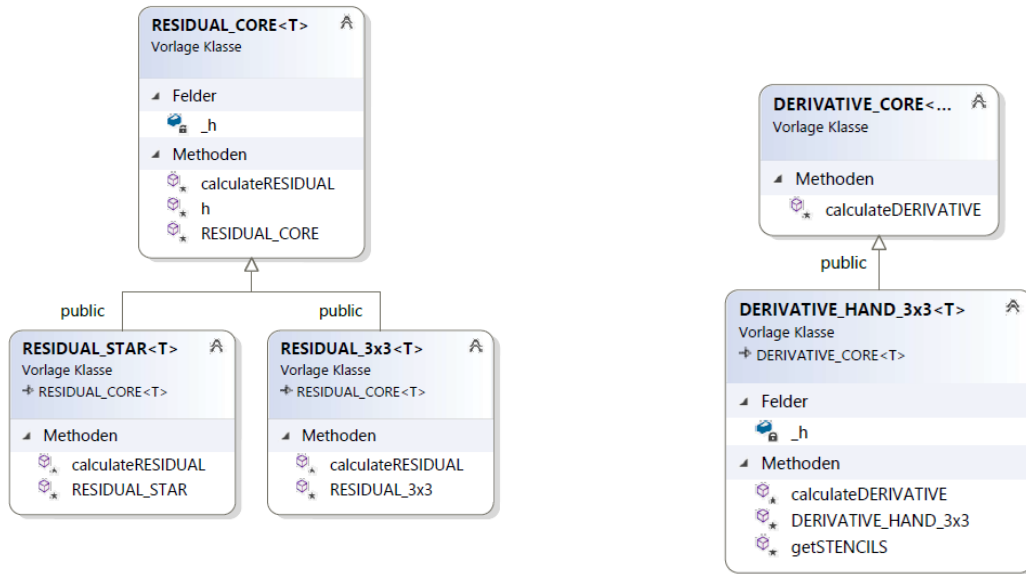 RESIDUAL_CORE<T>
Vorlage Klasse
Felder
_h
Methoden
calculateRESIDUAL
h
RESIDUAL_CORE
public
public
RESIDUAL_STAR<T>
Vorlage Klasse
RESIDUAL_CORE<T>
Methoden
calculateRESIDUAL
RESIDUAL_STAR
RESIDUAL_3x3<T>
Vorlage Klasse
RESIDUAL_CORE<T>
Methoden
calculateRESIDUAL
RESIDUAL_3x3
DERIVATIVE_CORE<...
Vorlage Klasse
Methoden
calculateDERIVATIVE
public
DERIVATIVE_HAND_3x3<T>
Vorlage Klasse
DERIVATIVE_CORE<T>
Felder
_h
Methoden
calculateDERIVATIVE
DERIVATIVE_HAND_3x3
getSTENCILS